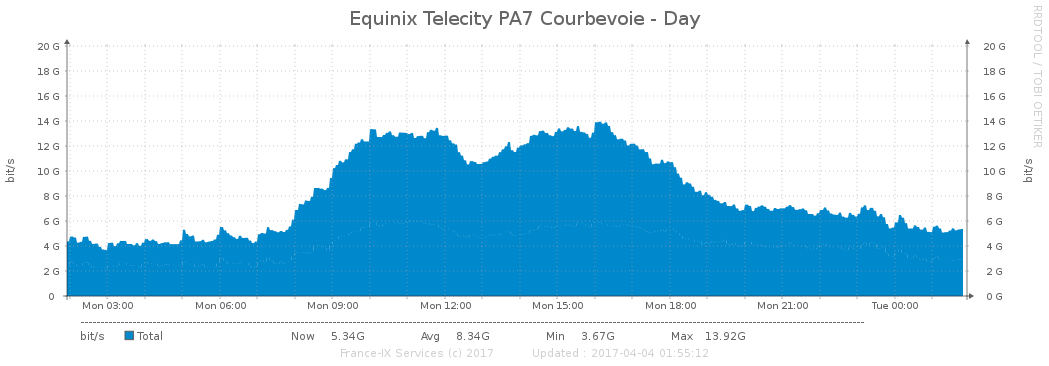 Equinix Telecity PA7 Courbevoie - Day
RRDTOOL / TOBI OETIKER
20 G 20 G
18 G 18 G
16 G 16 G
14 G 14 G
12 G 12 G
10 G 10 G
8 G 8 G
6 G 6 G
4 G 4 G
2 G 2 G
0 0 G
bit/s bit/s
Mon 03:00 Mon 06:00 Mon 09:00 Mon 12:00 Mon 15:00 Mon 18:00 Mon 21:00 Tue 00:00
bit/s Total Now 5.34G Avg 8.34G Min 3.67G Max 13.92G
France-IX Services (c) 2017 Updated : 2017-04-04 01:55:12